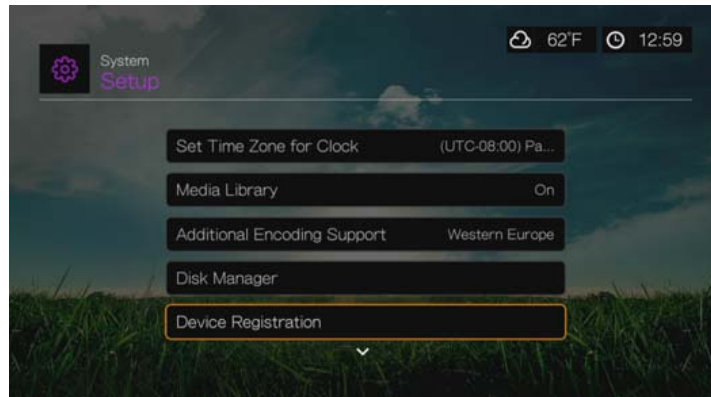 62°F 12:59
System
Setup
Set Time Zone for Clock (UTC-08:00) Pa...
Media Library On
Additional Encoding Support Western Europe
Disk Manager
Device Registration